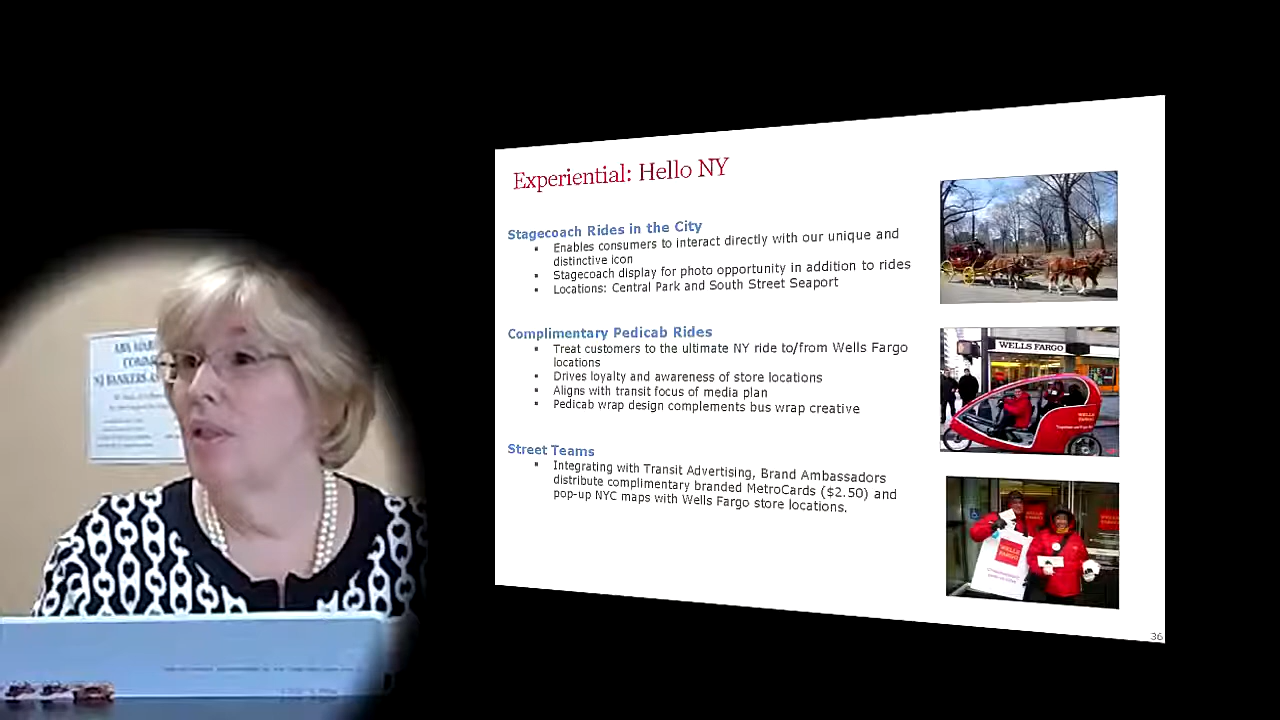 Experiential: Hello NY
Stagecoach Rides in the City
▪ Enables consumers to interact directly with our unique and
distinctive icon
▪ Stagecoach display for photo opportunity in addition to rides
▪ Locations: Central Park and South Street Seaport
Complimentary Pedicab Rides
▪ Treat customers to the ultimate NY ride to/from Wells Fargo
locations
▪ Drives loyalty and awareness of store locations
▪ Aligns with transit focus of media plan
▪ Pedicab wrap design complements bus wrap creative
Street Teams
▪ Integrating with Transit Advertising, Brand Ambassadors
distribute complimentary branded MetroCards ($2.50) and
pop-up NYC maps with Wells Fargo store locations.
WELLS FARGO
WELLS
FARGO
WELLS
FARGO
36